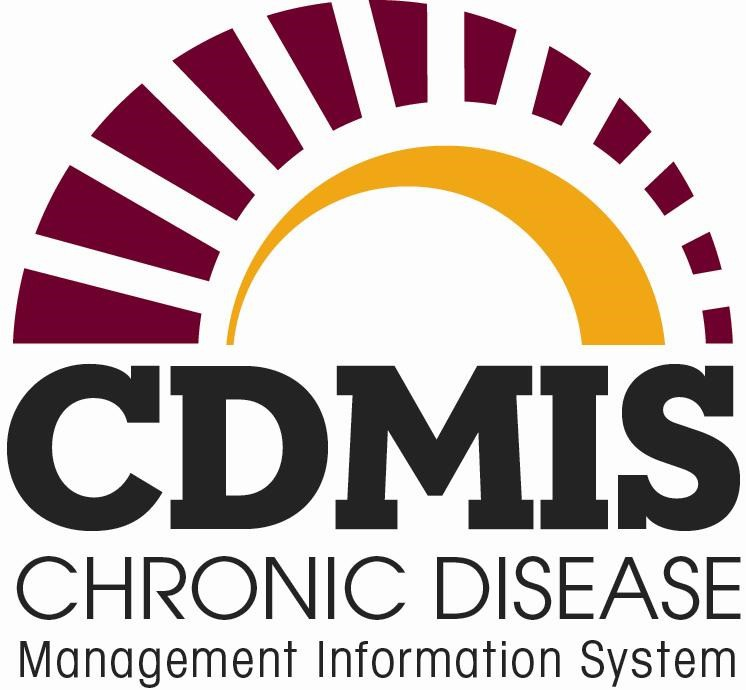 CDMIS
CHRONIC DISEASE
Management Information System